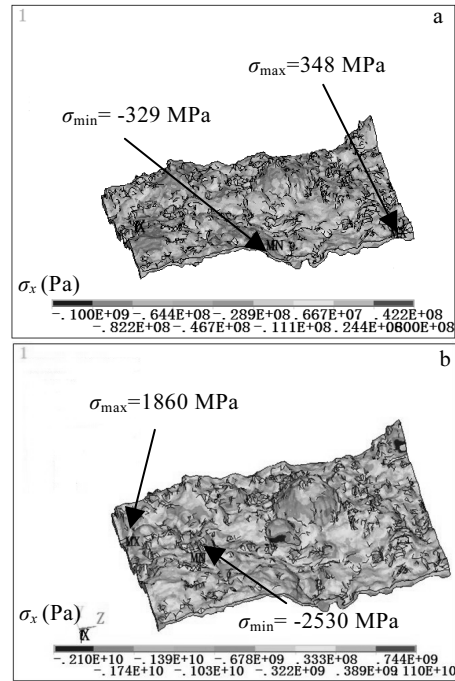 1
a
σmax=348 MPa
σmin= -329 MPa
MN
σx (Pa)
-.100E+09 -.644E+08 -.289E+08 .667E+07 .422E+08
-.822E+08 -.467E+08 -.111E+08 .244E+08 .600E+08
1
b
σmax=1860 MPa
MX
MN
σx (Pa)
Z
X
σmin= -2530 MPa
-.210E+10 -.139E+10 -.678E+09 .333E+08 .744E+09
-.174E+10 -.103E+10 -.322E+09 .389E+09 .110E+10